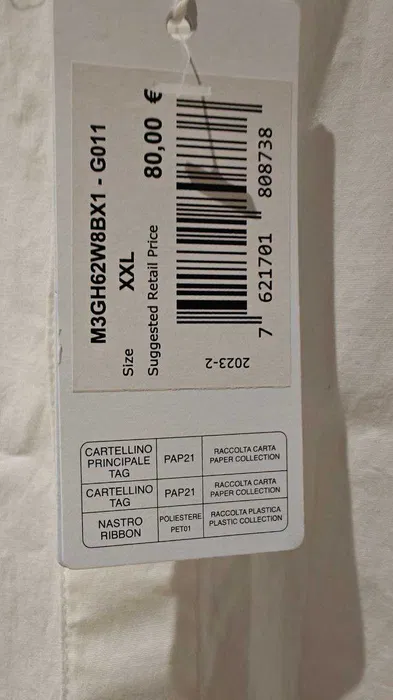 M3GH62W8BX1 - G011
Size
XXL
Suggested Retail Price
80,00 €
7 621701 808738
2023-2
CARTELLINO
PRINCIPALE
TAG
PAP21
RACCOLTA CARTA
PAPER COLLECTION
CARTELLINO
TAG
PAP21
RACCOLTA CARTA
PAPER COLLECTION
NASTRO
RIBBON
POLIESTERE
PET01
RACCOLTA PLASTICA
PLASTIC COLLECTION